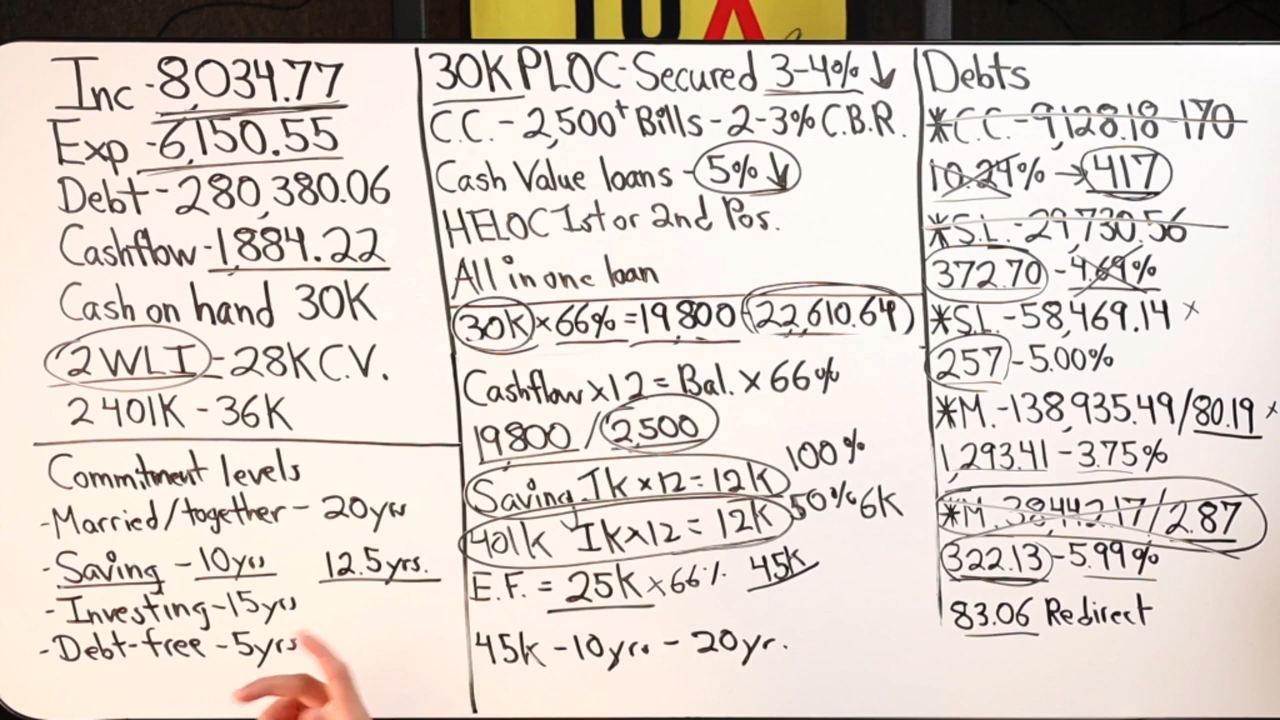 Inc - 8,034.77
Exp - 6,150.55
Debt - 280,380.06
Cashflow - 1,884.22
Cash on hand 30K
2 WLI - 28K C.V.
2 401K - 36K
Commitment levels
- Married/together - 20yrs
- Saving - 10yrs 12.5yrs.
- Investing - 15yrs
- Debt-free - 5yrs
30K PLOC - Secured 3-4% ↓
C.C. - 2,500+ Bills - 2-3% C.B.R.
Cash Value loans - 5% ↓
HELOC 1st or 2nd Pos.
All in one loan
30K × 66% = 19,800 - 22,610.64
Cashflow × 12 = Bal. × 66%
19,800 / 2,500
Saving 1k × 12 = 12k 100%
401k 1k × 12 = 12k 50% 6K
E.F. = 25K × 66% 45K
45k - 10yrs - 20yr.
Debts
*C.C. - 9,128.18 - 170
10.24% → 417
*S.L. - 29,730.56
372.70 - 4.69%
*S.L. - 58,469.14 ×
257 - 5.00%
*M. - 138,935.49/80.19 ×
1,293.41 - 3.75%
*M. 38,442.17/2.87
322.13 - 5.99%
83.06 Redirect